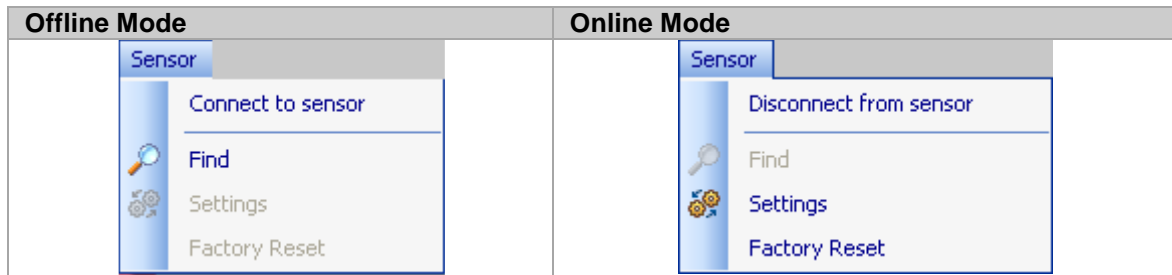 Offline Mode
Online Mode
Sensor
Connect to sensor
Find
Settings
Factory Reset
Sensor
Disconnect from sensor
Find
Settings
Factory Reset